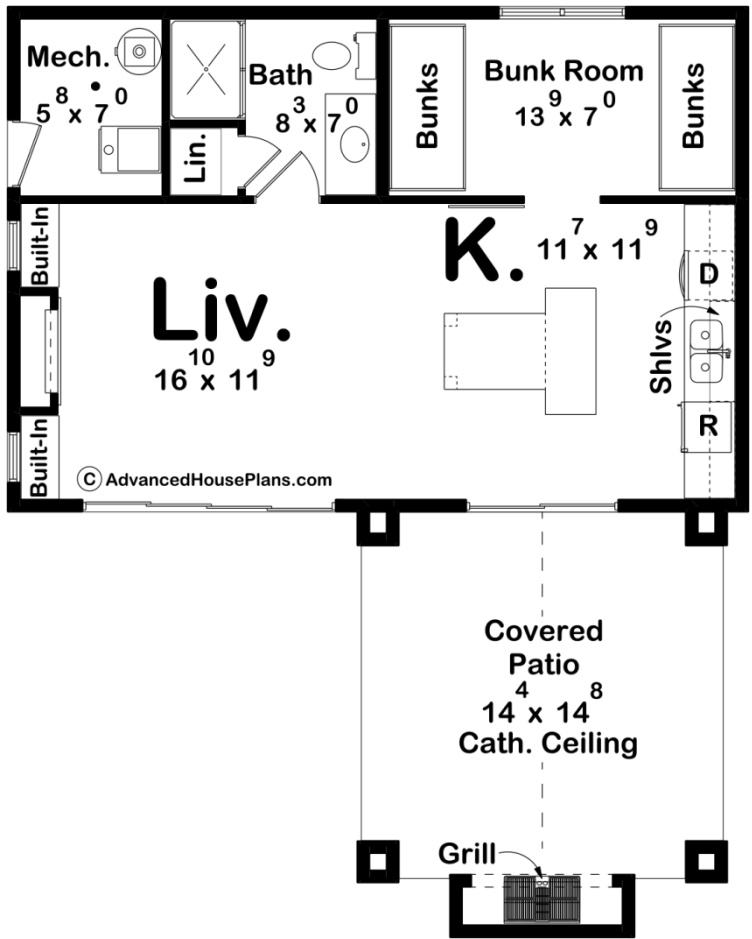 Mech.
5⁸ x 7⁰
Bath
8³ x 7⁰
Lin.
Bunks
Bunk Room
13⁹ x 7⁰
Bunks
Built-In
Liv.
16¹⁰ x 11⁹
K.
11⁷ x 11⁹
D
Shlvs
R
Built-In
© AdvancedHousePlans.com
Covered
Patio
14⁴ x 14⁸
Cath. Ceiling
Grill